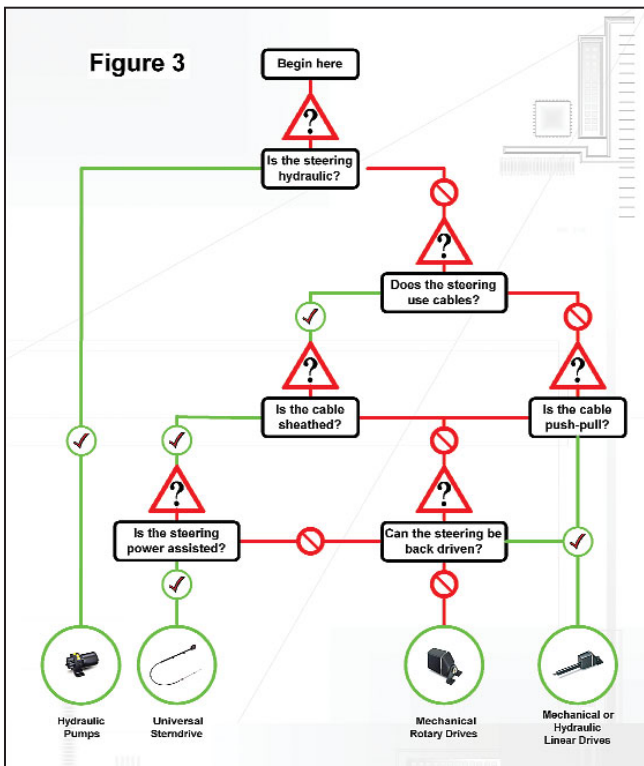 Figure 3
Begin here
?
Is the steering
hydraulic?
?
Does the steering
use cables?
?
?
Is the cable
sheathed?
Is the cable
push-pull?
?
?
Is the steering
power assisted?
Can the steering be
back driven?
Hydraulic
Pumps
Universal
Sterndrive
Mechanical
Rotary Drives
Mechanical or
Hydraulic
Linear Drives